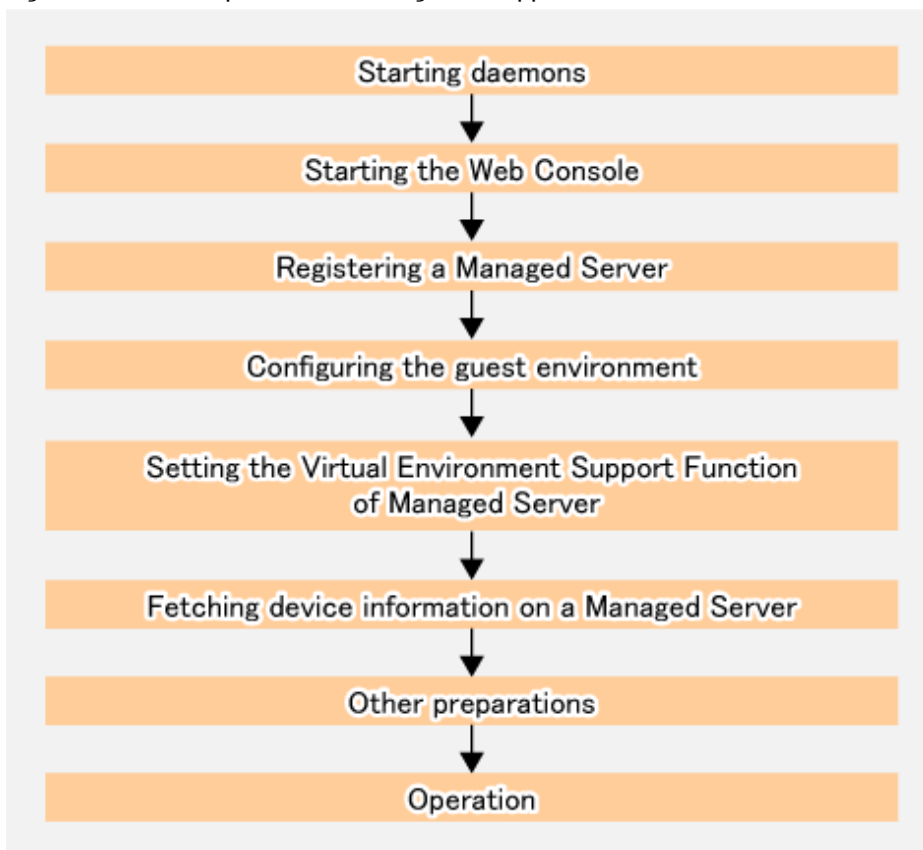 Starting daemons
Starting the Web Console
Registering a Managed Server
Configuring the guest environment
Setting the Virtual Environment Support Function
of Managed Server
Fetching device information on a Managed Server
Other preparations
Operation